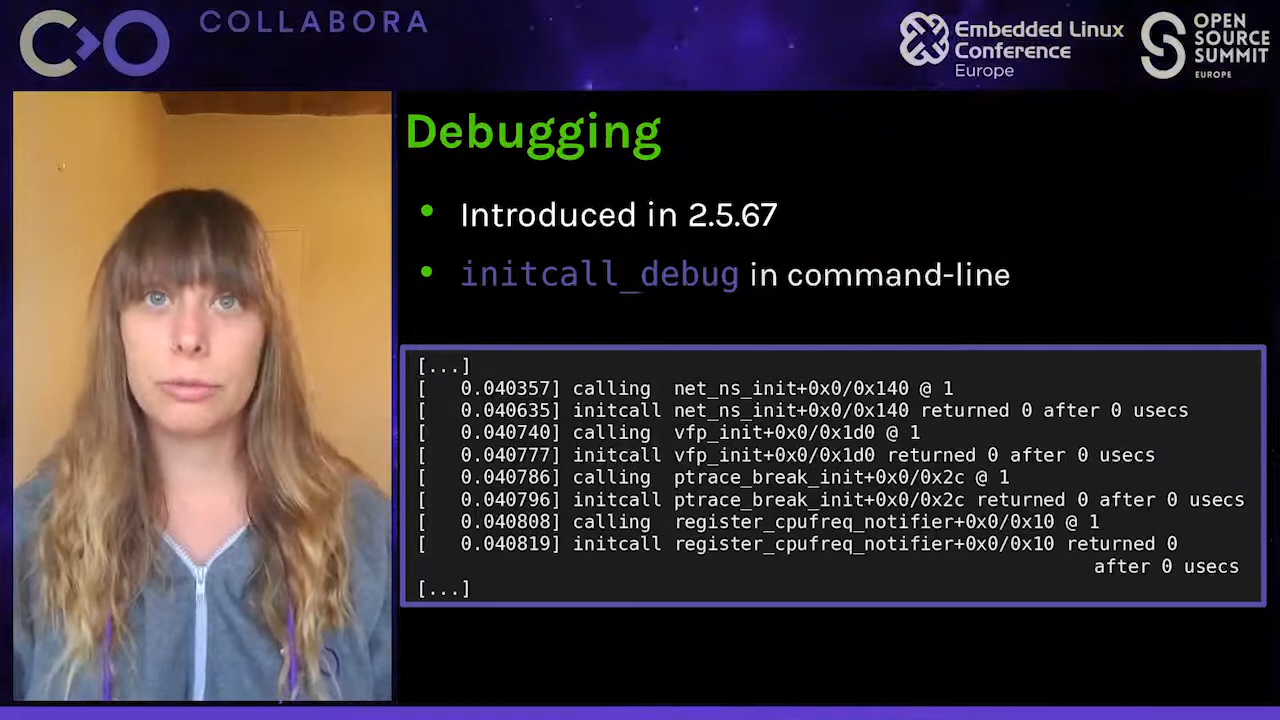 COLLABORA
Embedded Linux
Conference
Europe
OPEN
SOURCE
SUMMIT
EUROPE
Debugging
• Introduced in 2.5.67
• initcall_debug in command-line
[...]
[   0.040357] calling  net_ns_init+0x0/0x140 @ 1
[   0.040635] initcall net_ns_init+0x0/0x140 returned 0 after 0 usecs
[   0.040740] calling  vfp_init+0x0/0x1d0 @ 1
[   0.040777] initcall vfp_init+0x0/0x1d0 returned 0 after 0 usecs
[   0.040786] calling  ptrace_break_init+0x0/0x2c @ 1
[   0.040796] initcall ptrace_break_init+0x0/0x2c returned 0 after 0 usecs
[   0.040808] calling  register_cpufreq_notifier+0x0/0x10 @ 1
[   0.040819] initcall register_cpufreq_notifier+0x0/0x10 returned 0
after 0 usecs
[...]